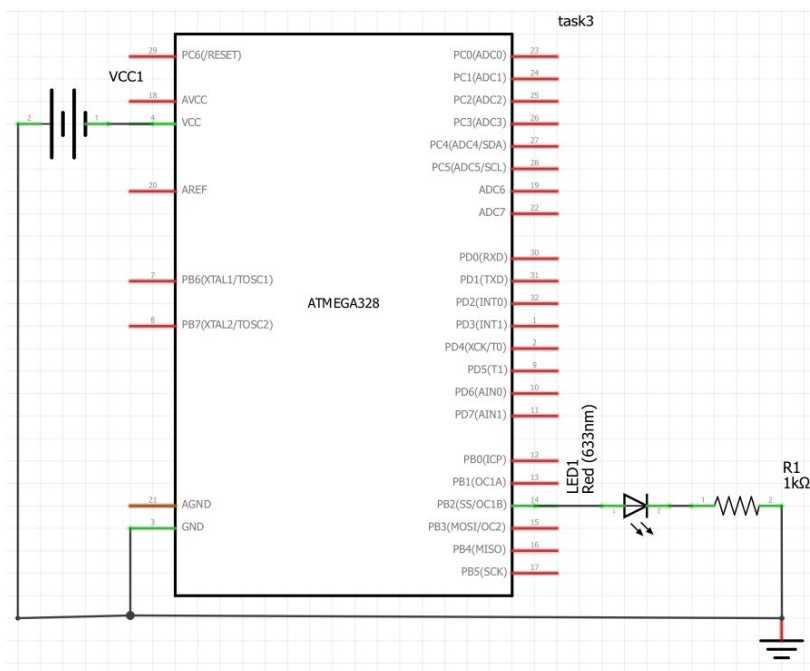 task3
VCC1
29 PC6(/RESET)
18 AVCC
2
1
4 VCC
20 AREF
7 PB6(XTAL1/TOSC1)
8 PB7(XTAL2/TOSC2)
21 AGND
3 GND
ATMEGA328
PC0(ADC0) 23
PC1(ADC1) 24
PC2(ADC2) 25
PC3(ADC3) 26
PC4(ADC4/SDA) 27
PC5(ADC5/SCL) 28
ADC6 19
ADC7 22
PD0(RXD) 30
PD1(TXD) 31
PD2(INT0) 32
PD3(INT1) 1
PD4(XCK/T0) 2
PD5(T1) 9
PD6(AIN0) 10
PD7(AIN1) 11
PB0(ICP) 12
PB1(OC1A) 13
PB2(SS/OC1B) 14
PB3(MOSI/OC2) 15
PB4(MISO) 16
PB5(SCK) 17
LED1
Red (633nm)
1
2
R1
1kΩ
1
2